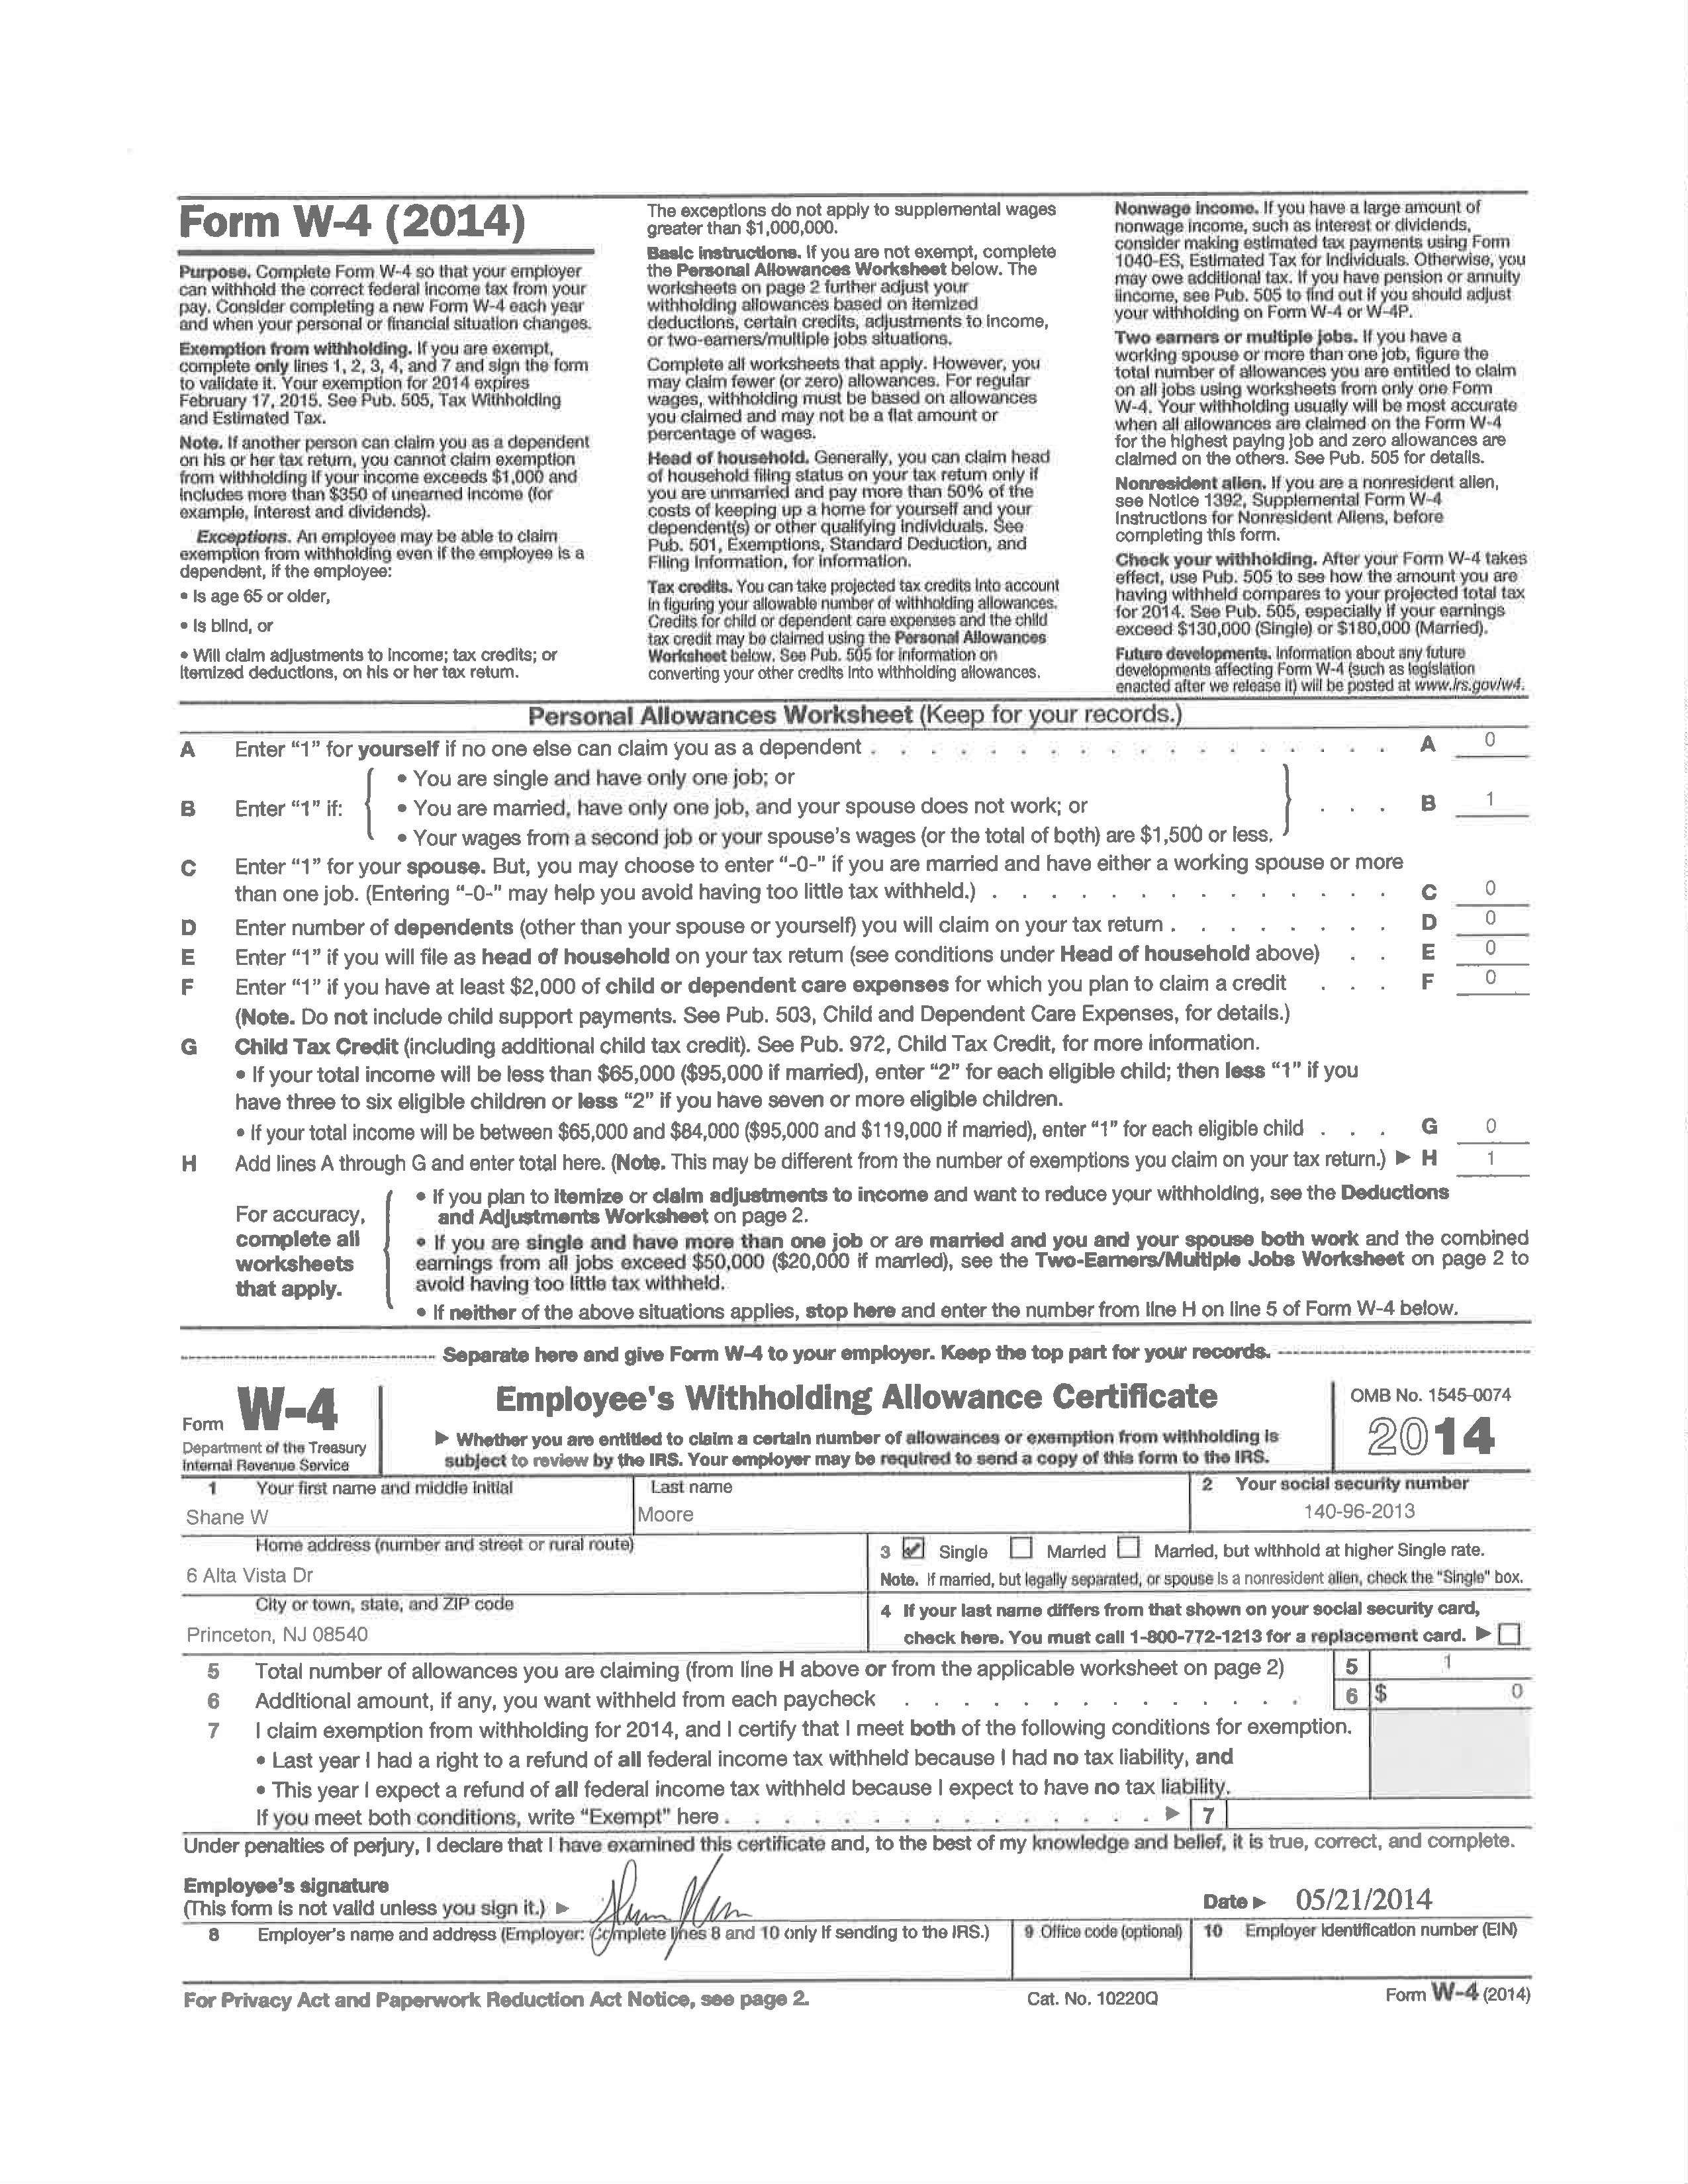 Form W-4 (2014)
Purpose. Complete Form W-4 so that your employer
can withhold the correct federal income tax from your
pay. Consider completing a new Form W-4 each year
and when your personal or financial situation changes.
Exemption from withholding. If you are exempt,
complete only lines 1, 2, 3, 4, and 7 and sign the form
to validate it. Your exemption for 2014 expires
February 17, 2015. See Pub. 505, Tax Withholding
and Estimated Tax.
Note. If another person can claim you as a dependent
on his or her tax return, you cannot claim exemption
from withholding if your income exceeds $1,000 and
includes more than $350 of unearned income (for
example, interest and dividends).
Exceptions. An employee may be able to claim
exemption from withholding even if the employee is a
dependent, if the employee:
• Is age 65 or older,
• Is blind, or
• Will claim adjustments to income; tax credits; or
itemized deductions, on his or her tax return.
The exceptions do not apply to supplemental wages
greater than $1,000,000.
Basic instructions. If you are not exempt, complete
the Personal Allowances Worksheet below. The
worksheets on page 2 further adjust your
withholding allowances based on itemized
deductions, certain credits, adjustments to income,
or two-earners/multiple jobs situations.
Complete all worksheets that apply. However, you
may claim fewer (or zero) allowances. For regular
wages, withholding must be based on allowances
you claimed and may not be a flat amount or
percentage of wages.
Head of household. Generally, you can claim head
of household filing status on your tax return only if
you are unmarried and pay more than 50% of the
costs of keeping up a home for yourself and your
dependent(s) or other qualifying individuals. See
Pub. 501, Exemptions, Standard Deduction, and
Filing Information, for information.
Tax credits. You can take projected tax credits into account
in figuring your allowable number of withholding allowances.
Credits for child or dependent care expenses and the child
tax credit may be claimed using the Personal Allowances
Worksheet below. See Pub. 505 for information on
converting your other credits into withholding allowances.
Nonwage income. If you have a large amount of
nonwage income, such as interest or dividends,
consider making estimated tax payments using Form
1040-ES, Estimated Tax for Individuals. Otherwise, you
may owe additional tax. If you have pension or annuity
iincome, see Pub. 505 to find out if you should adjust
your withholding on Form W-4 or W-4P.
Two earners or multiple jobs. If you have a
working spouse or more than one job, figure the
total number of allowances you are entitled to claim
on all jobs using worksheets from only one Form
W-4. Your withholding usually will be most accurate
when all allowances are claimed on the Form W-4
for the highest paying job and zero allowances are
claimed on the others. See Pub. 505 for details.
Nonresident alien. If you are a nonresident alien,
see Notice 1392, Supplemental Form W-4
Instructions for Nonresident Aliens, before
completing this form.
Check your withholding. After your Form W-4 takes
effect, use Pub. 505 to see how the amount you are
having withheld compares to your projected total tax
for 2014. See Pub. 505, especially if your earnings
exceed $130,000 (Single) or $180,000 (Married).
Future developments. Information about any future
developments affecting Form W-4 (such as legislation
enacted after we release it) will be posted at www.irs.gov/w4.
Personal Allowances Worksheet (Keep for your records.)
A Enter “1” for yourself if no one else can claim you as a dependent . . . . . . . . . . . . . . . . . . A 0
• You are single and have only one job; or
B Enter “1” if: • You are married, have only one job, and your spouse does not work; or . . . B 1
• Your wages from a second job or your spouse’s wages (or the total of both) are $1,500 or less.
C Enter “1” for your spouse. But, you may choose to enter “-0-” if you are married and have either a working spouse or more
than one job. (Entering “-0-” may help you avoid having too little tax withheld.) . . . . . . . . . . . . . . C 0
D Enter number of dependents (other than your spouse or yourself) you will claim on your tax return . . . . . . . . D 0
E Enter “1” if you will file as head of household on your tax return (see conditions under Head of household above) . . E 0
F Enter “1” if you have at least $2,000 of child or dependent care expenses for which you plan to claim a credit . . . F 0
(Note. Do not include child support payments. See Pub. 503, Child and Dependent Care Expenses, for details.)
G Child Tax Credit (including additional child tax credit). See Pub. 972, Child Tax Credit, for more information.
• If your total income will be less than $65,000 ($95,000 if married), enter “2” for each eligible child; then less “1” if you
have three to six eligible children or less “2” if you have seven or more eligible children.
• If your total income will be between $65,000 and $84,000 ($95,000 and $119,000 if married), enter “1” for each eligible child . . . G 0
H Add lines A through G and enter total here. (Note. This may be different from the number of exemptions you claim on your tax return.) ▶ H 1
For accuracy,
complete all
worksheets
that apply.
• If you plan to itemize or claim adjustments to income and want to reduce your withholding, see the Deductions
and Adjustments Worksheet on page 2.
• If you are single and have more than one job or are married and you and your spouse both work and the combined
earnings from all jobs exceed $50,000 ($20,000 if married), see the Two-Earners/Multiple Jobs Worksheet on page 2 to
avoid having too little tax withheld.
• If neither of the above situations applies, stop here and enter the number from line H on line 5 of Form W-4 below.
Separate here and give Form W-4 to your employer. Keep the top part for your records.
Form W-4
Department of the Treasury
Internal Revenue Service
Employee's Withholding Allowance Certificate
▶ Whether you are entitled to claim a certain number of allowances or exemption from withholding is
subject to review by the IRS. Your employer may be required to send a copy of this form to the IRS.
OMB No. 1545-0074
2014
1 Your first name and middle initial Last name 2 Your social security number
Shane W Moore 140-96-2013
Home address (number and street or rural route)
6 Alta Vista Dr
3 Single Married Married, but withhold at higher Single rate.
Note. If married, but legally separated, or spouse is a nonresident alien, check the “Single” box.
City or town, state, and ZIP code
Princeton, NJ 08540
4 If your last name differs from that shown on your social security card,
check here. You must call 1-800-772-1213 for a replacement card. ▶
5 Total number of allowances you are claiming (from line H above or from the applicable worksheet on page 2) 5 1
6 Additional amount, if any, you want withheld from each paycheck . . . . . . . . . . . . . . 6 $ 0
7 I claim exemption from withholding for 2014, and I certify that I meet both of the following conditions for exemption.
• Last year I had a right to a refund of all federal income tax withheld because I had no tax liability, and
• This year I expect a refund of all federal income tax withheld because I expect to have no tax liability.
If you meet both conditions, write “Exempt” here . . . . . . . . . . . . . . . ▶ 7
Under penalties of perjury, I declare that I have examined this certificate and, to the best of my knowledge and belief, it is true, correct, and complete.
Employee’s signature
(This form is not valid unless you sign it.) ▶ Date ▶ 05/21/2014
8 Employer’s name and address (Employer: Complete lines 8 and 10 only if sending to the IRS.) 9 Office code (optional) 10 Employer identification number (EIN)
For Privacy Act and Paperwork Reduction Act Notice, see page 2. Cat. No. 10220Q Form W-4 (2014)